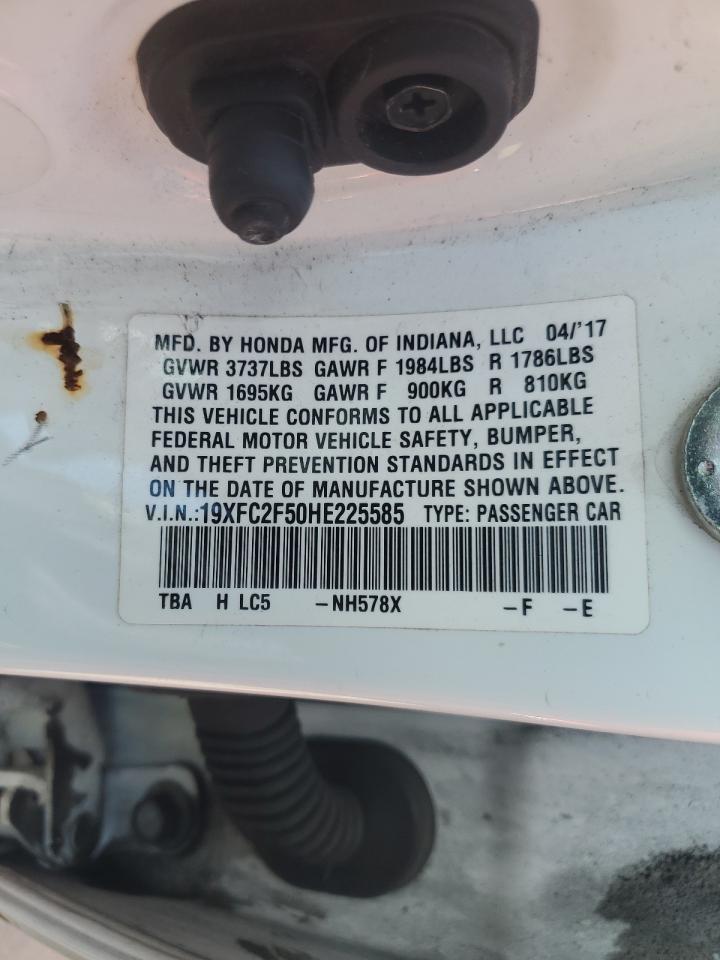 MFD. BY HONDA MFG. OF INDIANA, LLC 04/'17
GVWR 3737LBS GAWR F 1984LBS R 1786LBS
GVWR 1695KG GAWR F 900KG R 810KG
THIS VEHICLE CONFORMS TO ALL APPLICABLE
FEDERAL MOTOR VEHICLE SAFETY, BUMPER,
AND THEFT PREVENTION STANDARDS IN EFFECT
ON THE DATE OF MANUFACTURE SHOWN ABOVE.
V.I.N.:19XFC2F50HE225585 TYPE: PASSENGER CAR
TBA H LC5 -NH578X -F -E